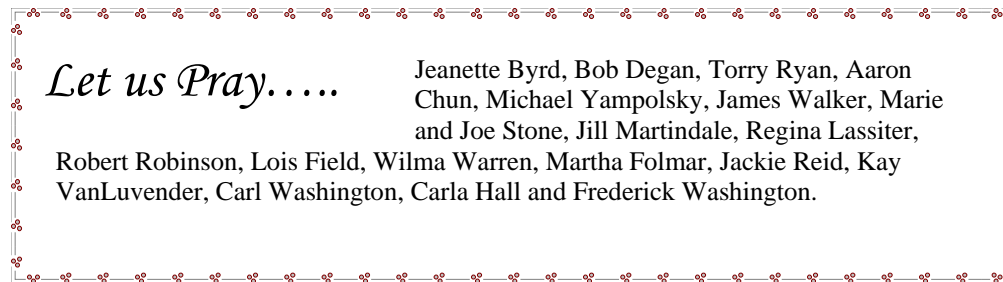 Let us Pray…..
Jeanette Byrd, Bob Degan, Torry Ryan, Aaron
Chun, Michael Yampolsky, James Walker, Marie
and Joe Stone, Jill Martindale, Regina Lassiter,
Robert Robinson, Lois Field, Wilma Warren, Martha Folmar, Jackie Reid, Kay
VanLuvender, Carl Washington, Carla Hall and Frederick Washington.